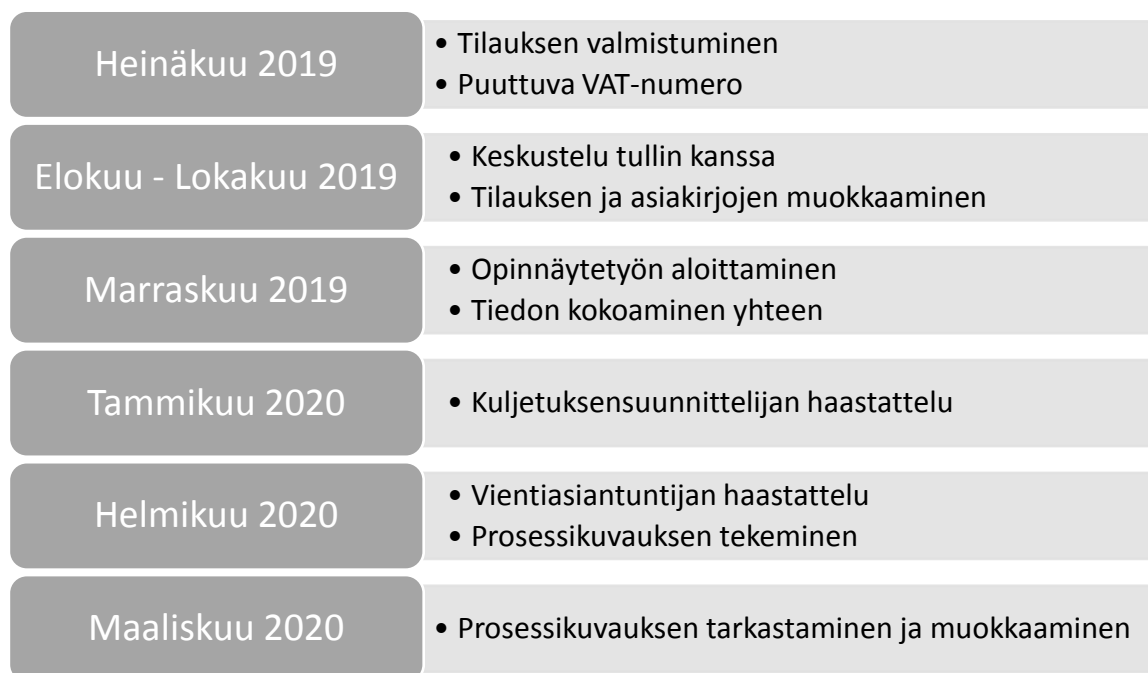 Heinäkuu 2019
• Tilauksen valmistuminen
• Puuttuva VAT-numero
Elokuu - Lokakuu 2019
• Keskustelu tullin kanssa
• Tilauksen ja asiakirjojen muokkaaminen
Marraskuu 2019
• Opinnäytetyön aloittaminen
• Tiedon kokoaminen yhteen
Tammikuu 2020
• Kuljetuksensuunnittelijan haastattelu
Helmikuu 2020
• Vientiasiantuntijan haastattelu
• Prosessikuvauksen tekeminen
Maaliskuu 2020
• Prosessikuvauksen tarkastaminen ja muokkaaminen